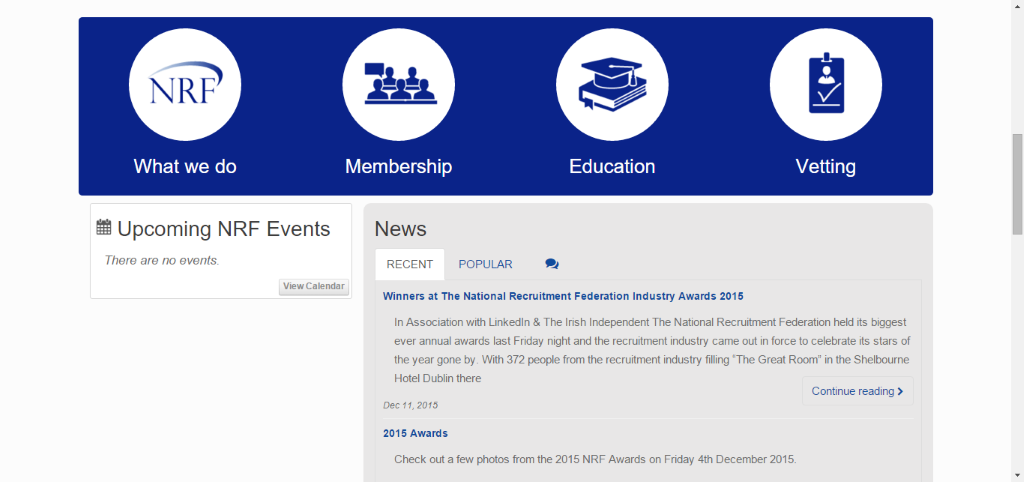 NRF
What we do
Membership
Education
Vetting
Upcoming NRF Events
There are no events.
View Calendar
News
RECENT
POPULAR
Winners at The National Recruitment Federation Industry Awards 2015
In Association with LinkedIn & The Irish Independent The National Recruitment Federation held its biggest
ever annual awards last Friday night and the recruitment industry came out in force to celebrate its stars of
the year gone by. With 372 people from the recruitment industry filling “The Great Room” in the Shelbourne
Hotel Dublin there
Continue reading
Dec 11, 2015
2015 Awards
Check out a few photos from the 2015 NRF Awards on Friday 4th December 2015.